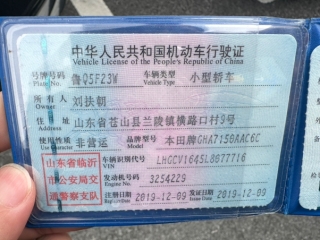 中华人民共和国机动车行驶证
Vehicle License of the People's Republic of China
号牌号码 鲁Q5F23W 车辆类型 小型轿车
Plate No. Vehicle Type
所有人 刘扶朝
Owner
住址 山东省苍山县兰陵镇横路口村9号
Address
使用性质 非营运 品牌型号 本田牌GHA7158AAC6C
Use Character Model
山东省临沂 车辆识别代号 LHGCV1645L8077716
市公安局交 VIN
发动机号码 3254229
Engine No.
通警察支队 注册日期 2019-12-09 发证日期 2019-12-09
Register Date Issue Date